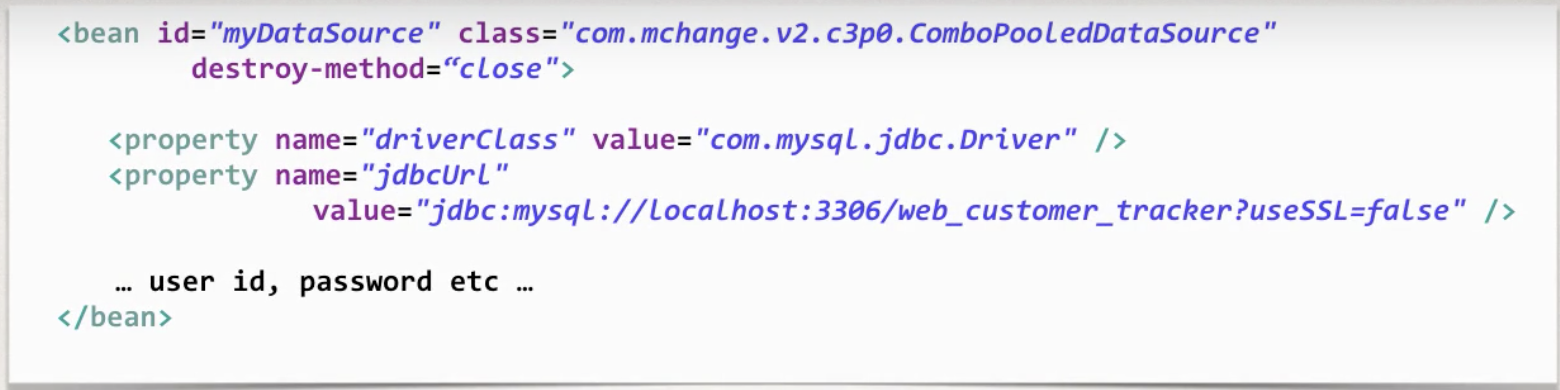 <bean id="myDataSource" class="com.mchange.v2.c3p0.ComboPooledDataSource"
destroy-method=“close">
<property name="driverClass" value="com.mysql.jdbc.Driver" />
<property name="jdbcUrl"
value="jdbc:mysql://localhost:3306/web_customer_tracker?useSSL=false" />
… user id, password etc …
</bean>